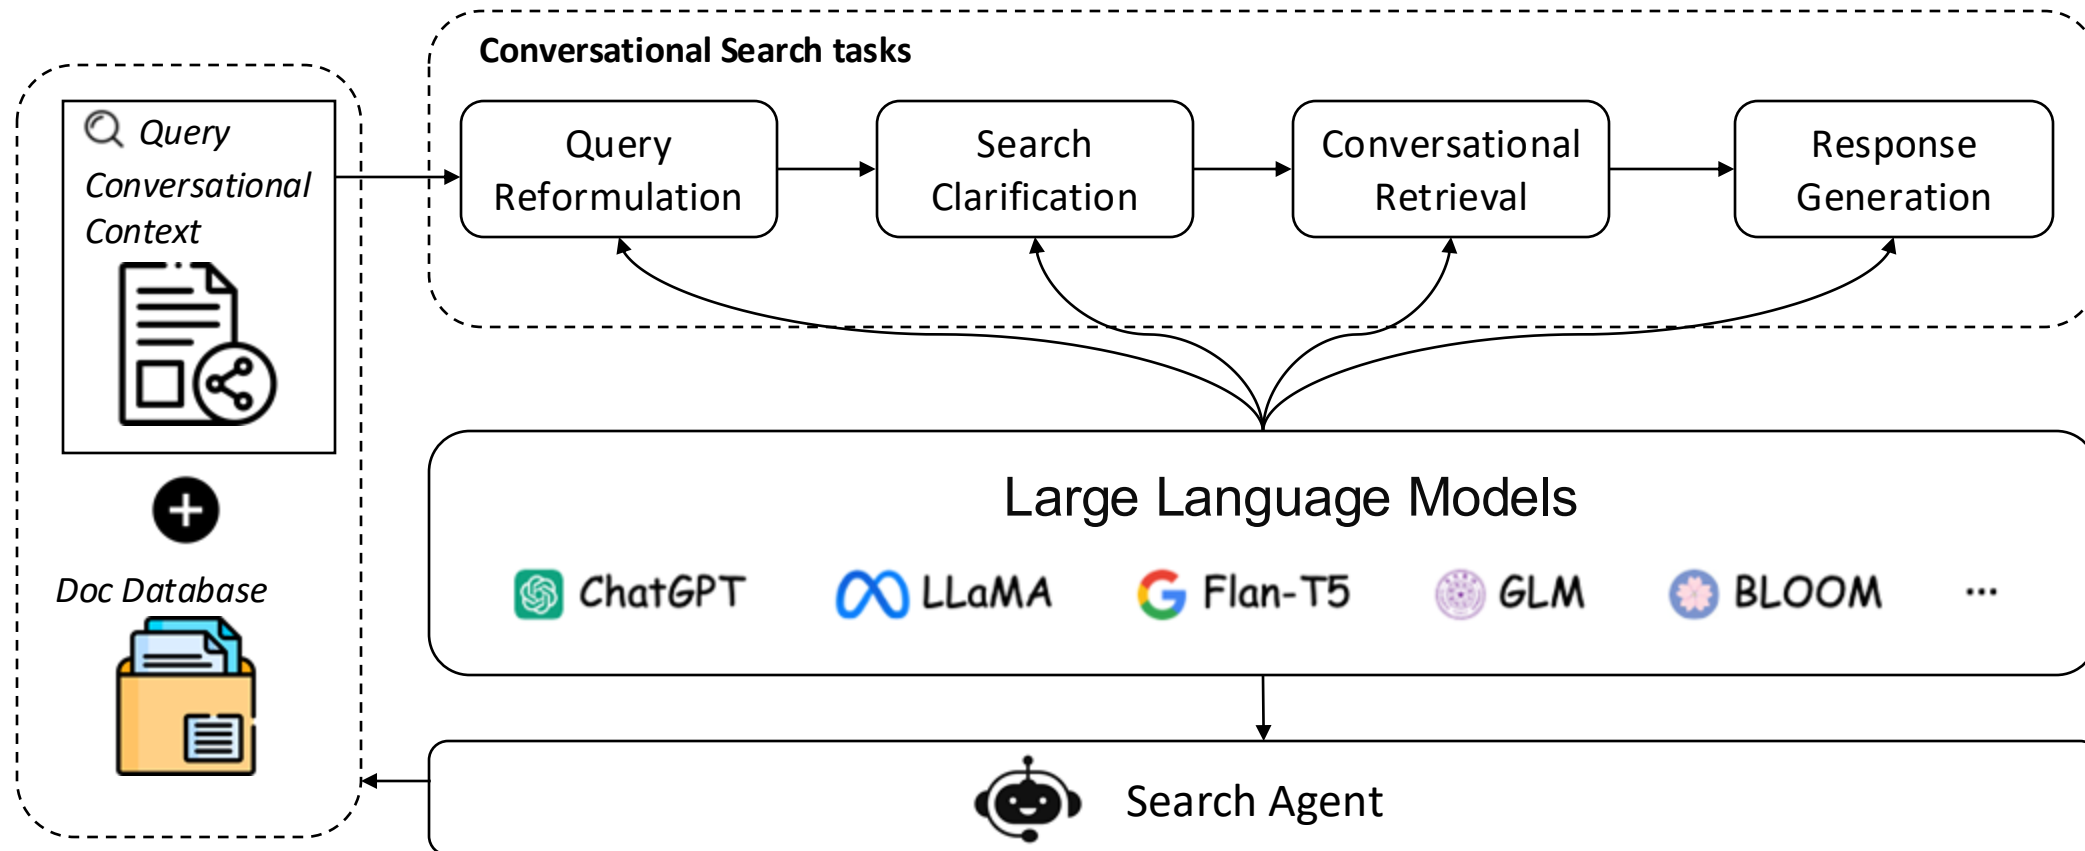 Conversational Search tasks
Query
Conversational
Context
Doc Database
Query
Reformulation
Search
Clarification
Conversational
Retrieval
Response
Generation
Large Language Models
ChatGPT
LLaMA
Flan-T5
GLM
BLOOM
...
Search Agent